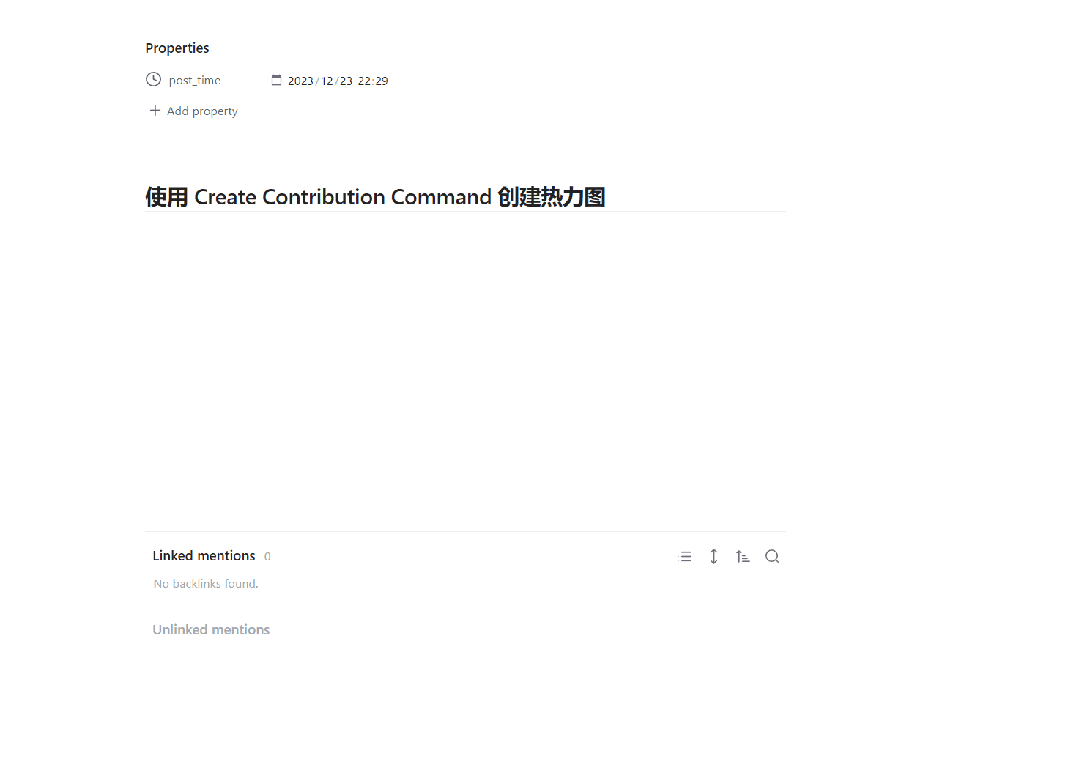 Properties
post_time 2023/12/23 22:29
Add property
使用 Create Contribution Command 创建热力图
Linked mentions 0
No backlinks found.
Unlinked mentions